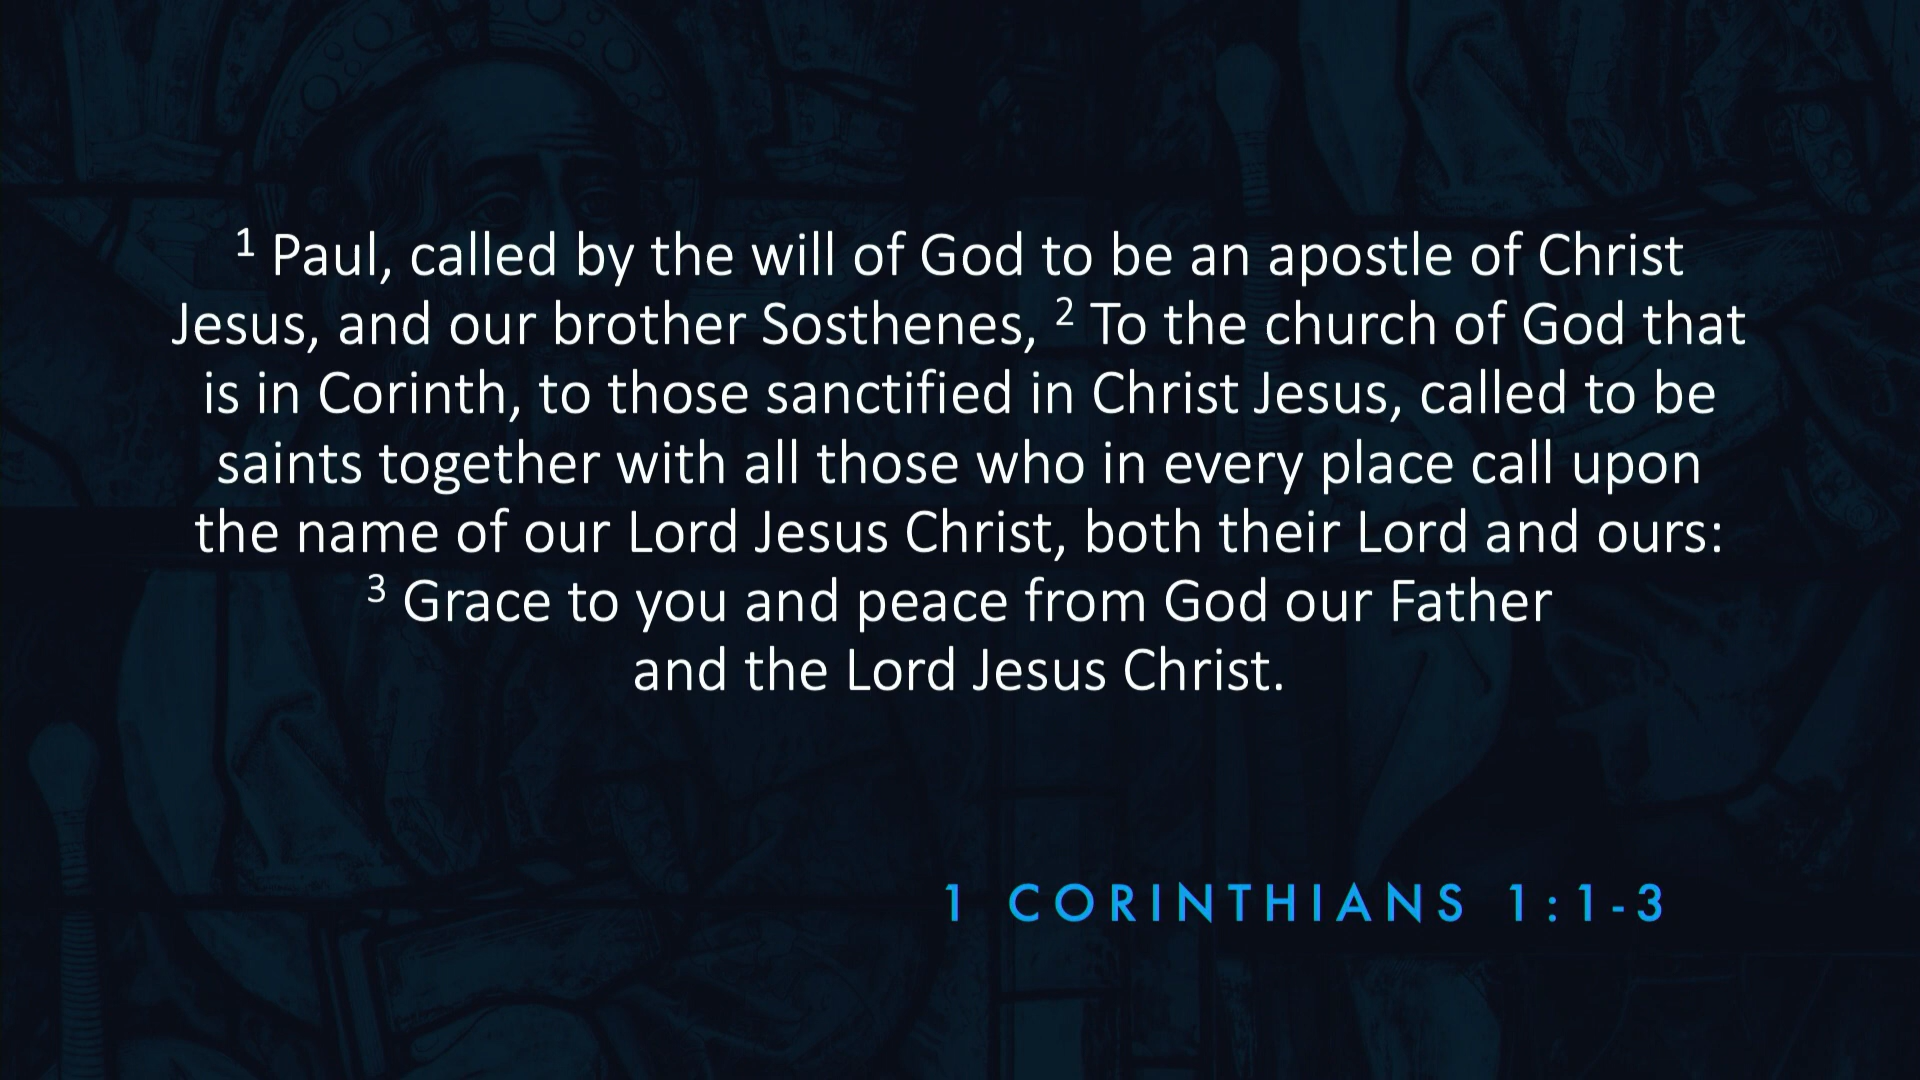 1 Paul, called by the will of God to be an apostle of Christ
Jesus, and our brother Sosthenes, 2 To the church of God that
is in Corinth, to those sanctified in Christ Jesus, called to be
saints together with all those who in every place call upon
the name of our Lord Jesus Christ, both their Lord and ours:
3 Grace to you and peace from God our Father
and the Lord Jesus Christ.
1 CORINTHIANS 1:1-3